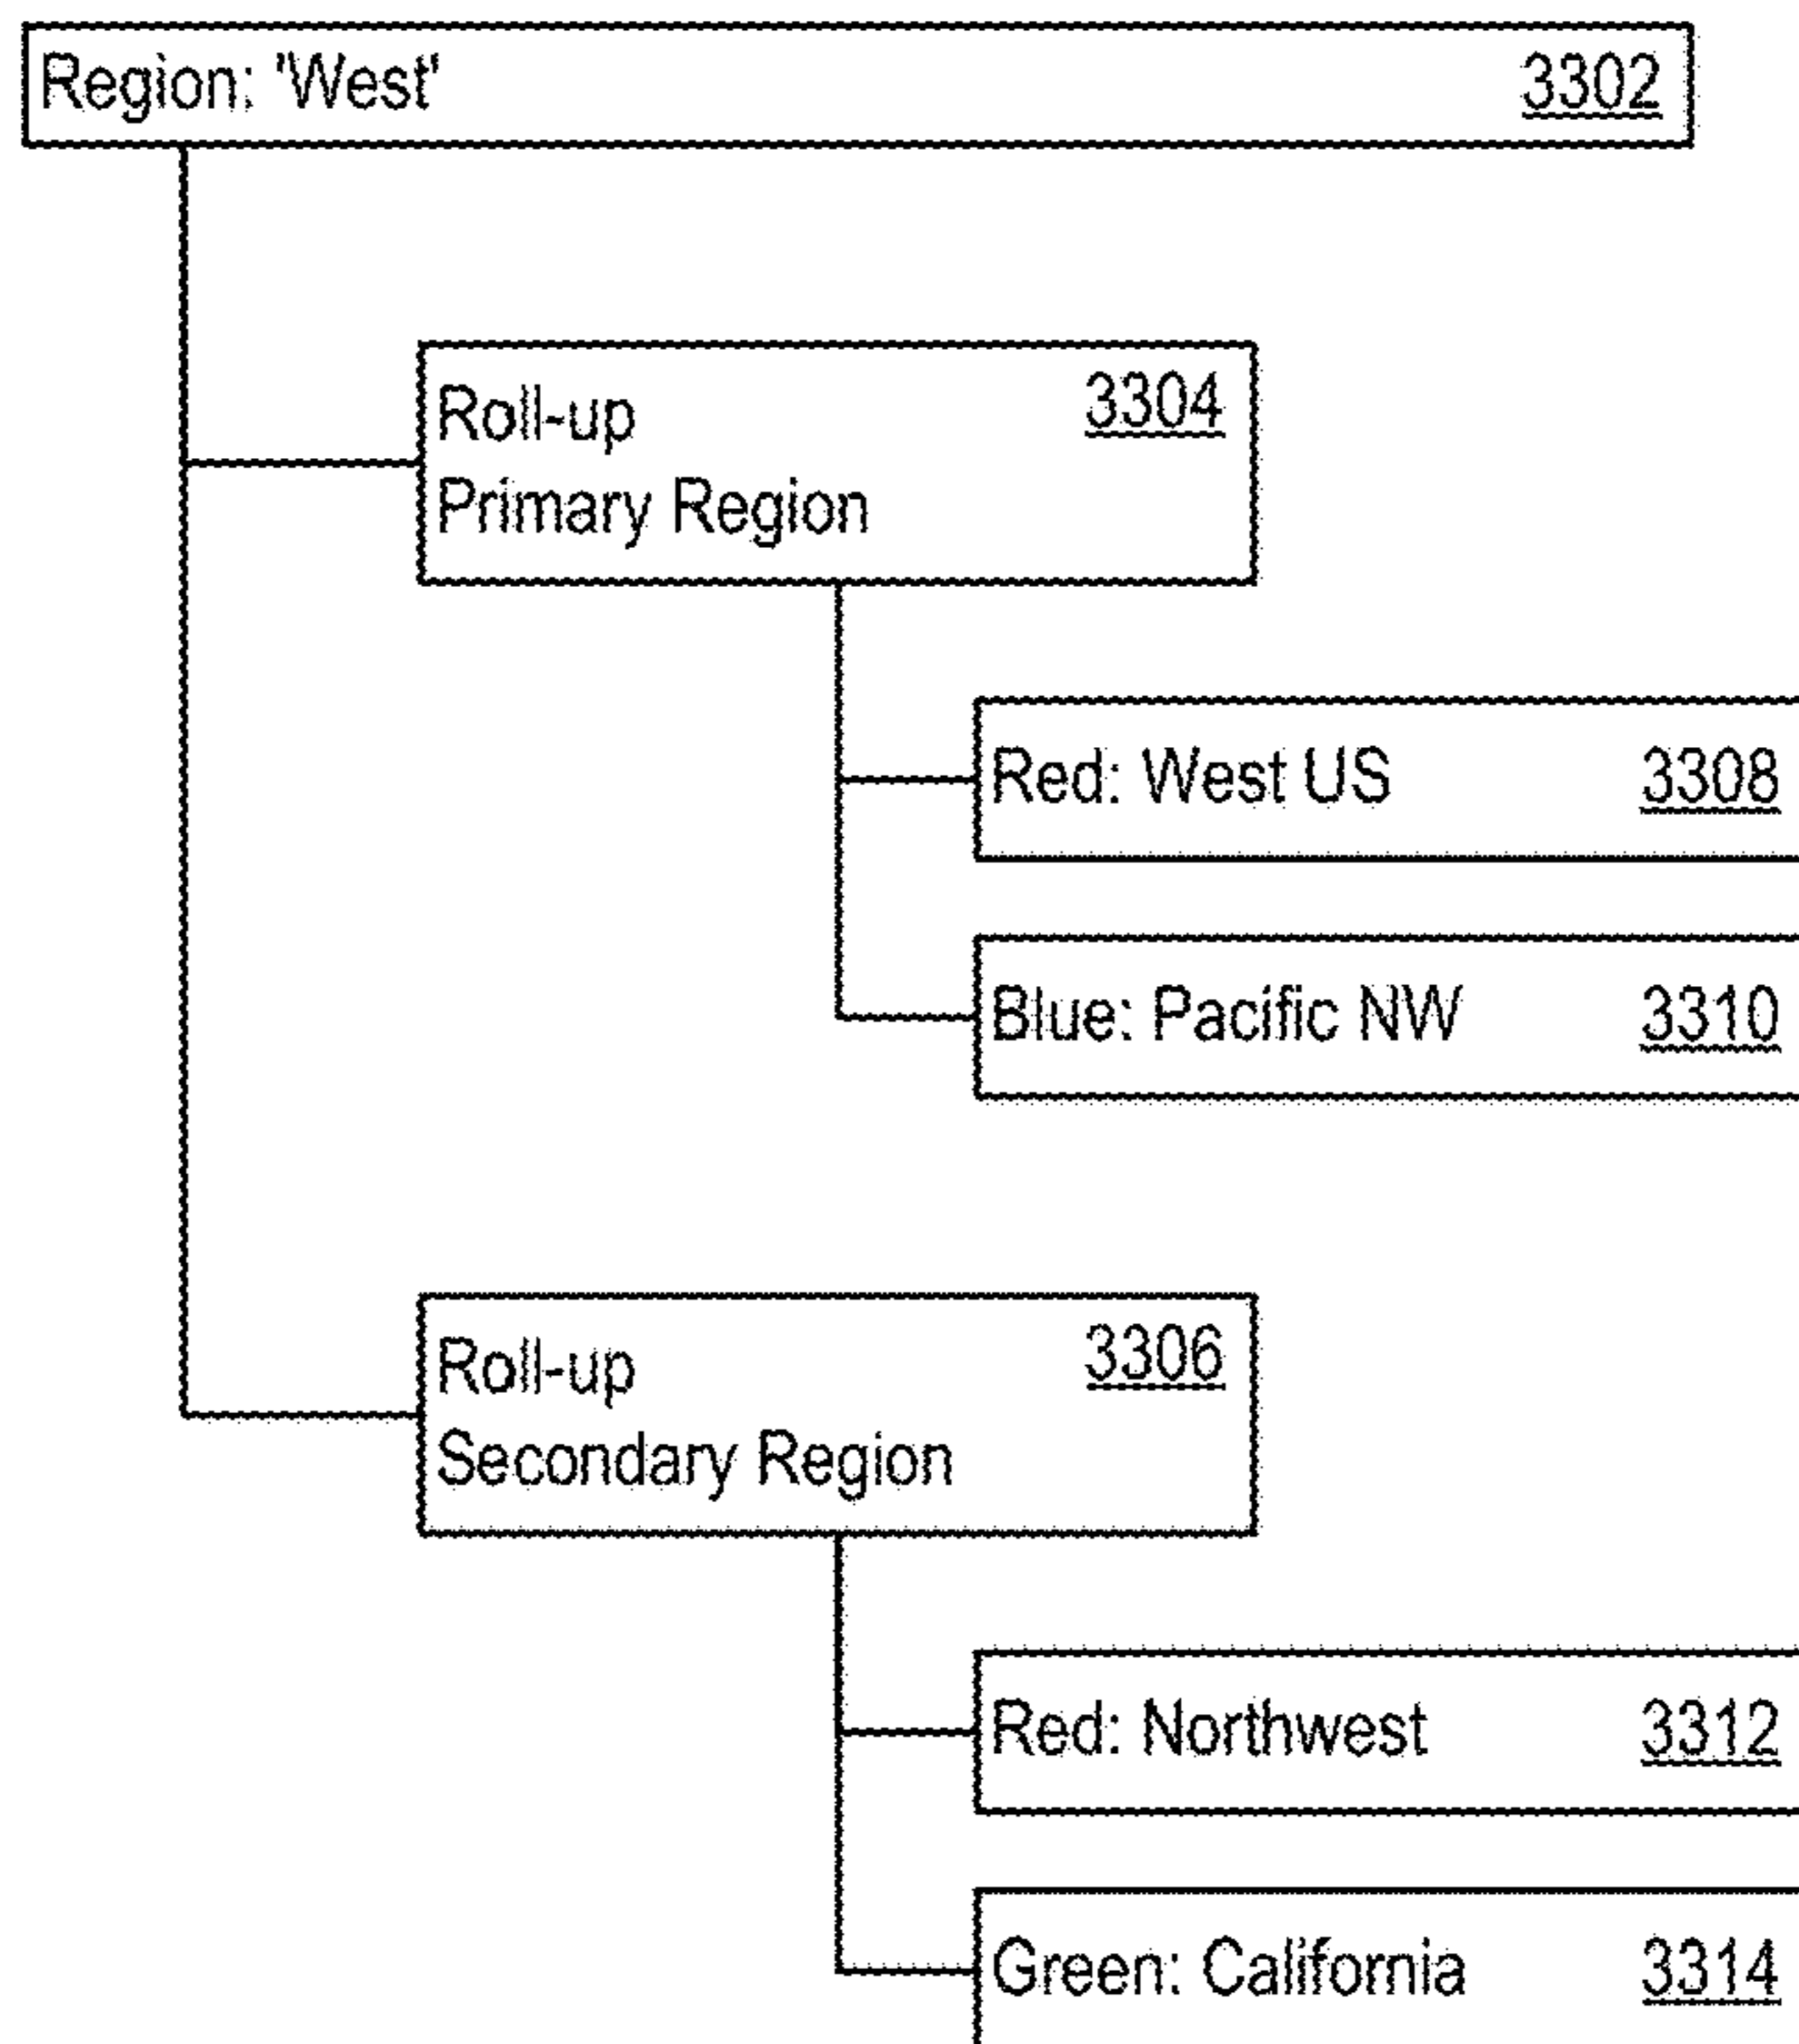 Region: 'West' 3302
Roll-up 3304
Primary Region
Red: West US 3308
Blue: Pacific NW 3310
Roll-up 3306
Secondary Region
Red: Northwest 3312
Green: California 3314